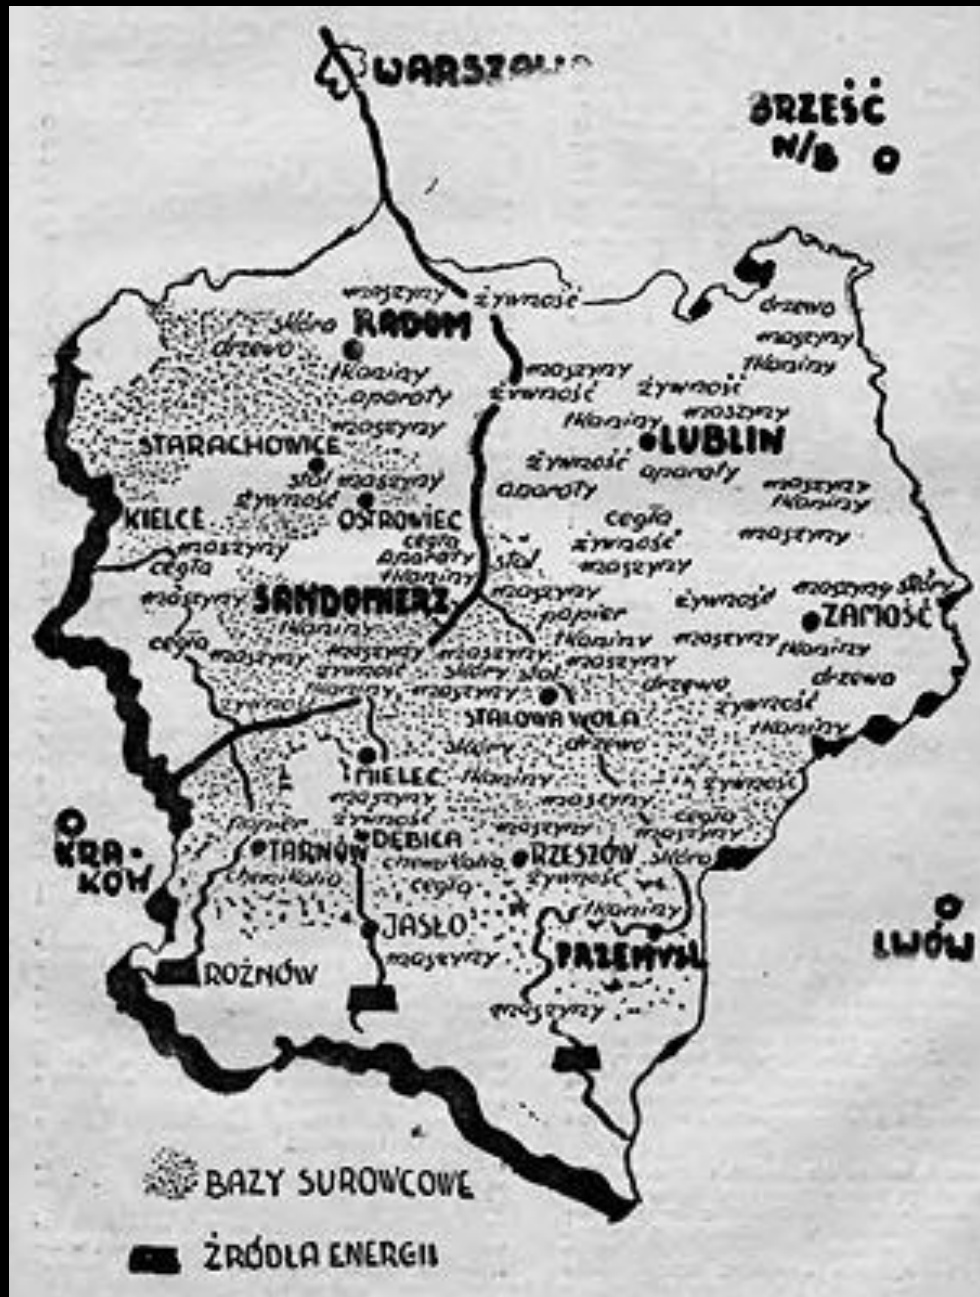 WARSZAWA
BRZEŚĆ
N/B
maszyny
żywność
skóra
RADOM
drzewo
drzewo
maszyny
tkaniny
tkaniny
maszyny
żywność
żywność
aparaty
maszyny
tkaniny
maszyny
STARACHOWICE
LUBLIN
żywność
aparaty
stal maszyny
żywność
aparaty
maszyny
tkaniny
KIELCE
OSTROWIEC
cegła
cegła
żywność
maszyny
maszyny
aparaty
stal
cegła
tkaniny
maszyny
maszyny
SANDOMIERZ
maszyny
papier
żywność
maszyny skóry
ZAMOŚĆ
tkaniny
cegła
maszyny
maszyny
maszyny
tkaniny
maszyny
tkaniny
żywność
skóry stal
maszyny
tkaniny
maszyny
drzewo
drzewo
żywność
STALOWA WOLA
żywność
tkaniny
skóry
drzewo
MIELEC
tkaniny
żywność
maszyny
maszyny
cegła
papier
żywność
maszyny
maszyny
TARNÓW
DĘBICA
RZESZÓW
skóra
chemikalia
chemikalia
żywność
cegła
tkaniny
KRA-
KÓW
JASŁO
PRZEMYŚL
LWÓW
ROŻNÓW
maszyny
maszyny
BAZY SUROWCOWE
ŹRÓDŁA ENERGII